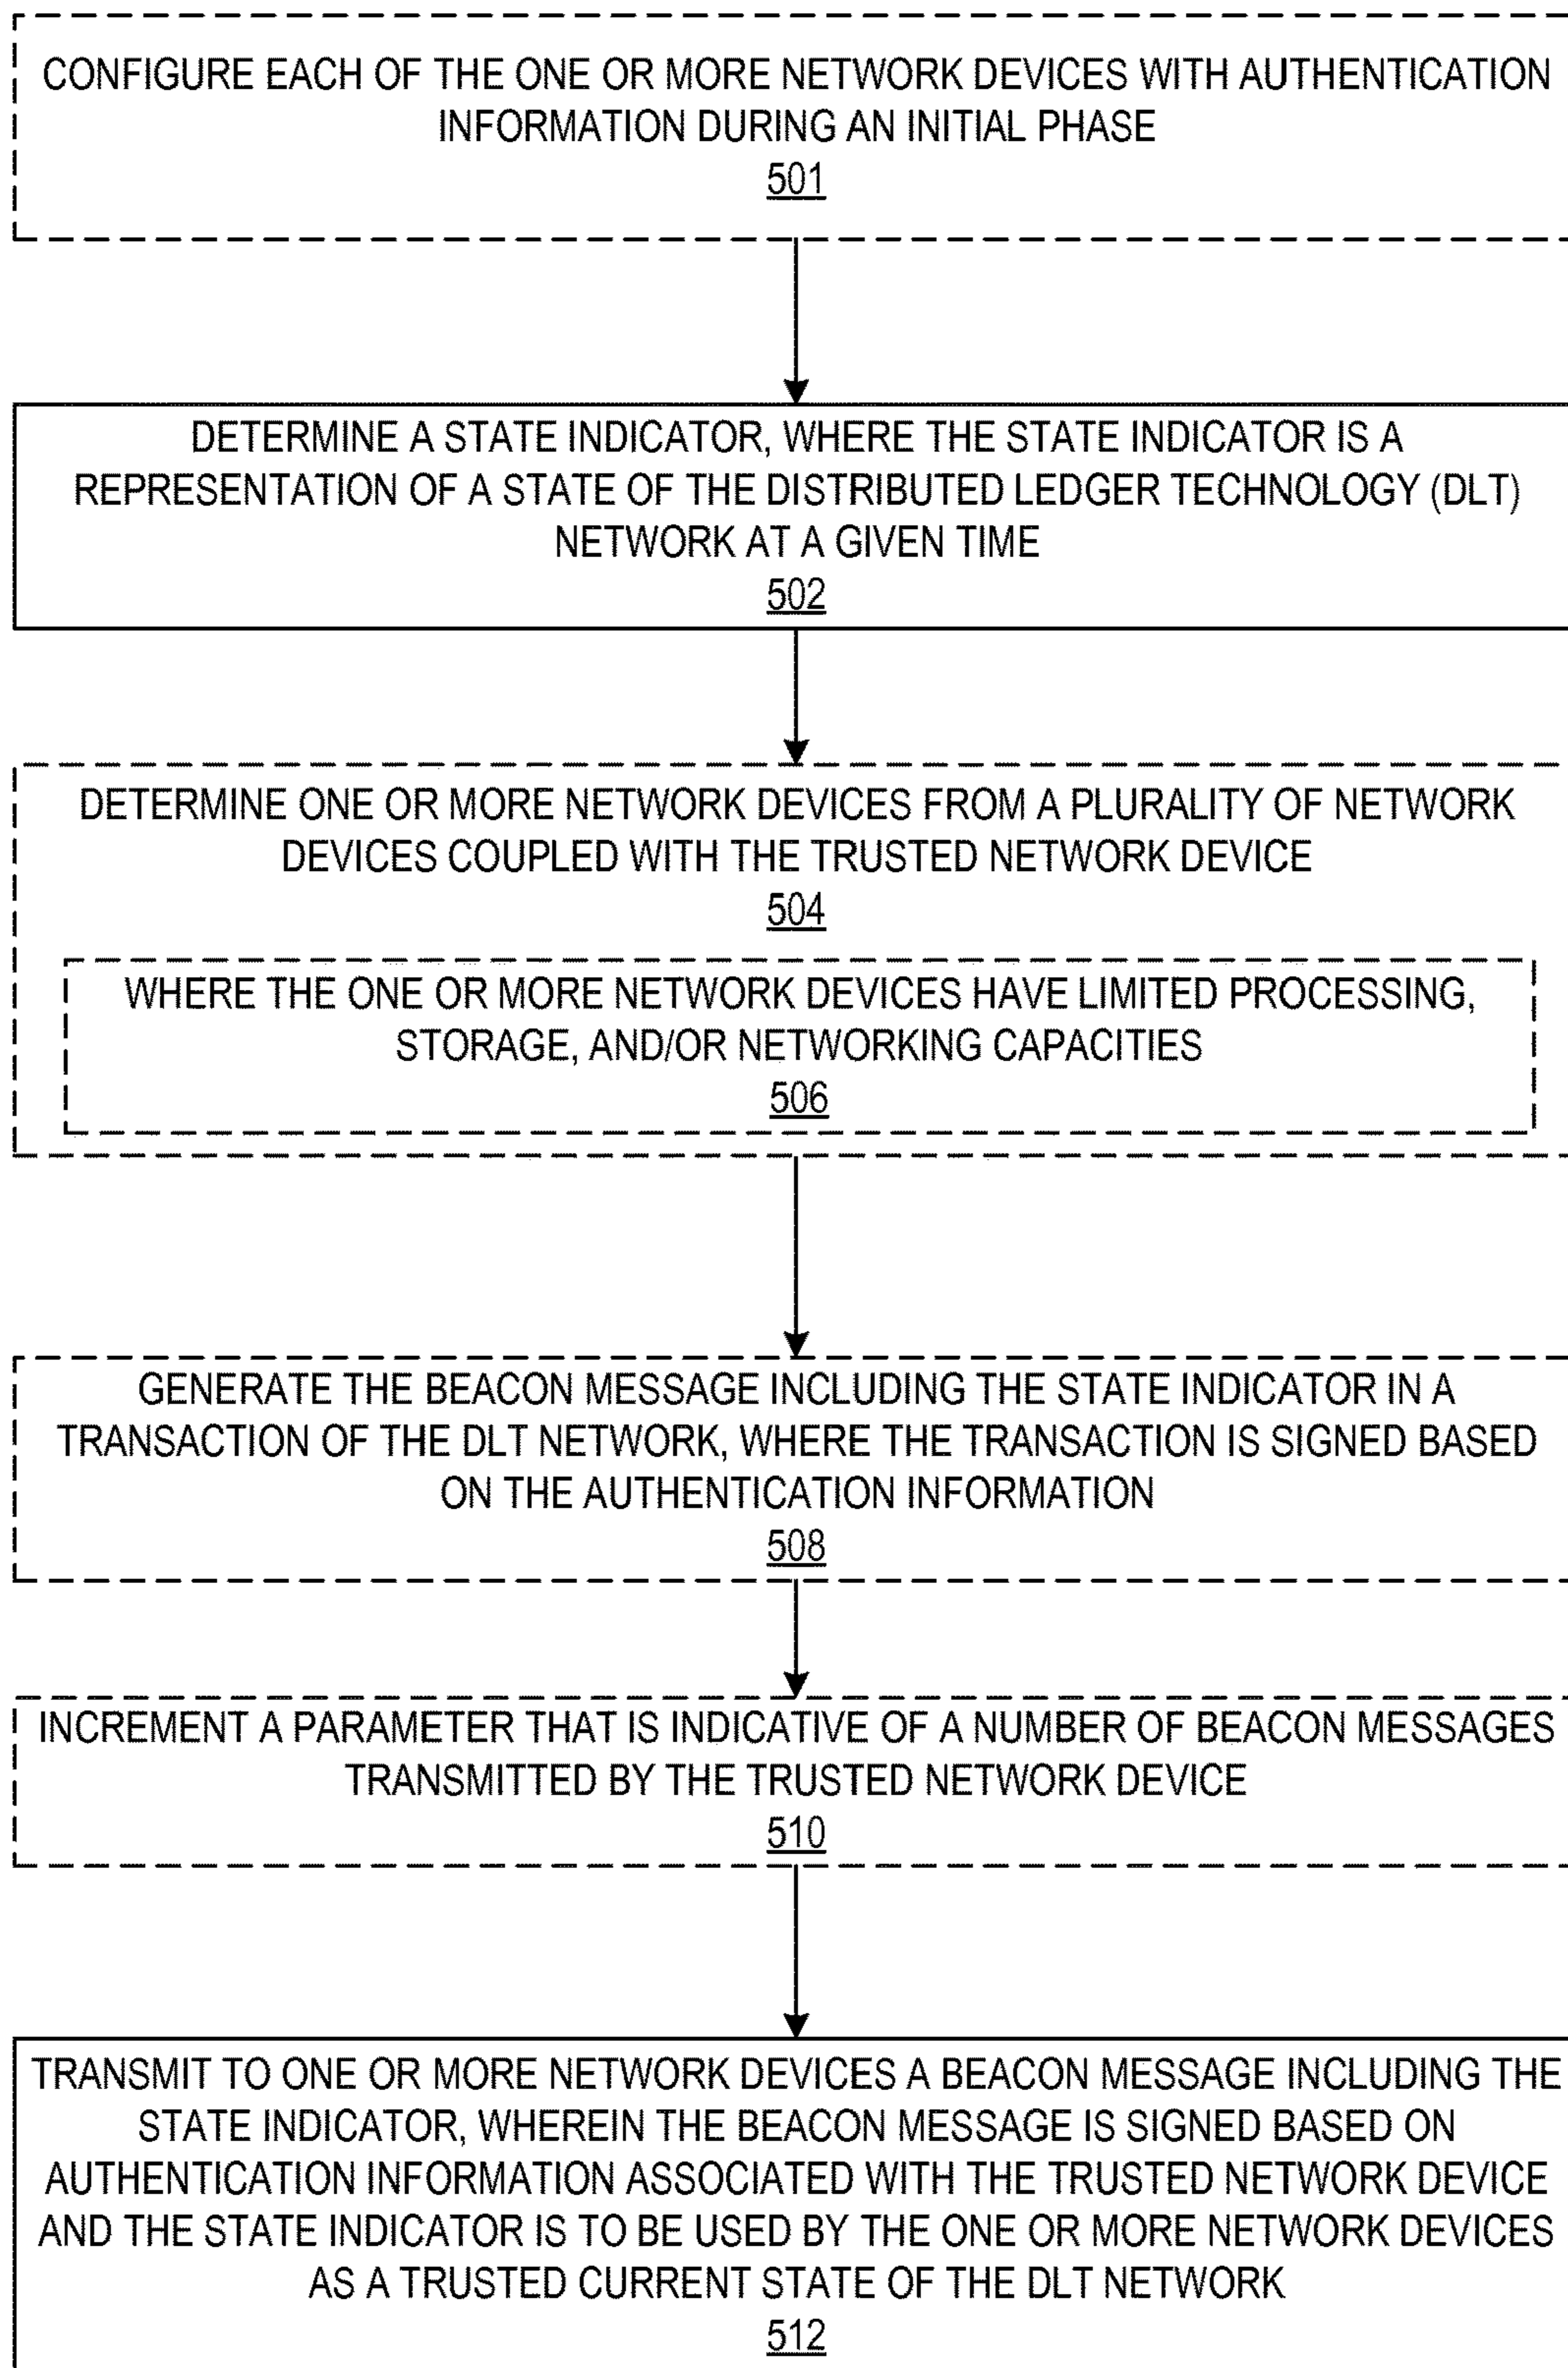 CONFIGURE EACH OF THE ONE OR MORE NETWORK DEVICES WITH AUTHENTICATION
INFORMATION DURING AN INITIAL PHASE
501
DETERMINE A STATE INDICATOR, WHERE THE STATE INDICATOR IS A
REPRESENTATION OF A STATE OF THE DISTRIBUTED LEDGER TECHNOLOGY (DLT)
NETWORK AT A GIVEN TIME
502
DETERMINE ONE OR MORE NETWORK DEVICES FROM A PLURALITY OF NETWORK
DEVICES COUPLED WITH THE TRUSTED NETWORK DEVICE
504
WHERE THE ONE OR MORE NETWORK DEVICES HAVE LIMITED PROCESSING,
STORAGE, AND/OR NETWORKING CAPACITIES
506
GENERATE THE BEACON MESSAGE INCLUDING THE STATE INDICATOR IN A
TRANSACTION OF THE DLT NETWORK, WHERE THE TRANSACTION IS SIGNED BASED
ON THE AUTHENTICATION INFORMATION
508
INCREMENT A PARAMETER THAT IS INDICATIVE OF A NUMBER OF BEACON MESSAGES
TRANSMITTED BY THE TRUSTED NETWORK DEVICE
510
TRANSMIT TO ONE OR MORE NETWORK DEVICES A BEACON MESSAGE INCLUDING THE
STATE INDICATOR, WHEREIN THE BEACON MESSAGE IS SIGNED BASED ON
AUTHENTICATION INFORMATION ASSOCIATED WITH THE TRUSTED NETWORK DEVICE
AND THE STATE INDICATOR IS TO BE USED BY THE ONE OR MORE NETWORK DEVICES
AS A TRUSTED CURRENT STATE OF THE DLT NETWORK
512